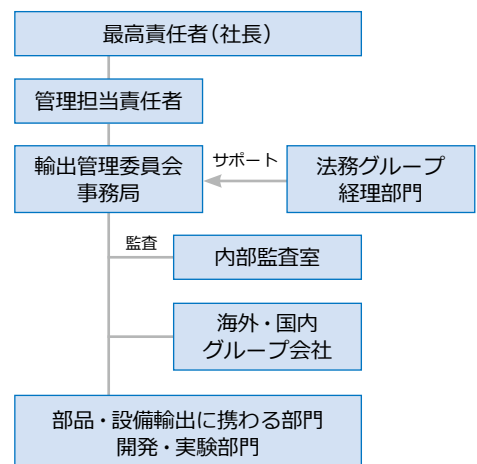 最高責任者（社長）
管理担当責任者
輸出管理委員会
事務局
サポート
法務グループ
経理部門
監査
内部監査室
海外・国内
グループ会社
部品・設備輸出に携わる部門
開発・実験部門